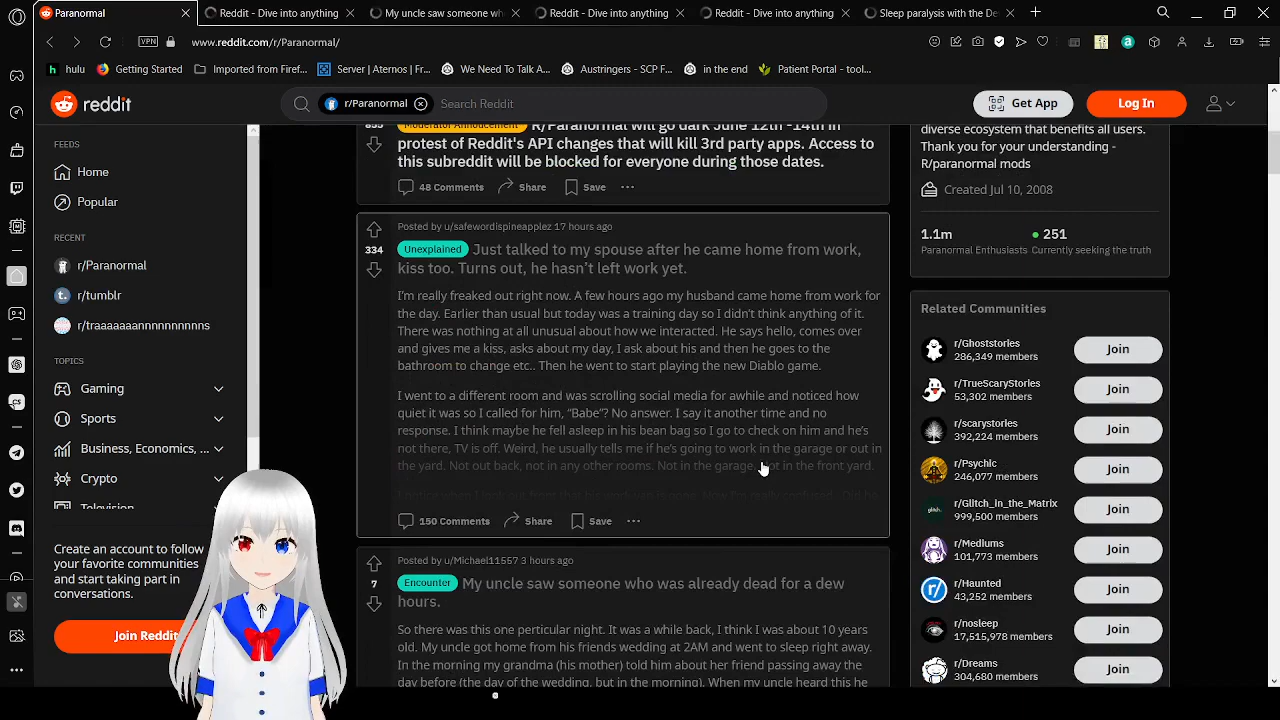 Paranormal
Reddit - Dive into anything
My uncle saw someone wh
Reddit - Dive into anything
Reddit - Dive into anything
Sleep paralysis with the De
VPN
www.reddit.com/r/Paranormal/
hulu
Getting Started
Imported from Firef...
Server | Aternos | Fr...
We Need To Talk A...
Austringers - SCP F...
in the end
Patient Portal - tool...
reddit
r/Paranormal
Search Reddit
Get App
Log In
FEEDS
Home
Popular
RECENT
r/Paranormal
r/tumblr
r/traaaaaaannnnnnnnnns
TOPICS
Gaming
Sports
Business, Economics, ...
Crypto
Television
Create an account to follow
your favorite communities
and start taking part in
conversations.
Join Reddit
855
Moderator Annoucement R/Paranormal will go dark June 12th -14th in
protest of Reddit's API changes that will kill 3rd party apps. Access to
this subreddit will be blocked for everyone during those dates.
48 Comments Share Save
Posted by u/safewordispineapplez 17 hours ago
334
Unexplained Just talked to my spouse after he came home from work,
kiss too. Turns out, he hasn't left work yet.
I'm really freaked out right now. A few hours ago my husband came home from work for
the day. Earlier than usual but today was a training day so I didn't think anything of it.
There was nothing at all unusual about how we interacted. He says hello, comes over
and gives me a kiss, asks about my day, I ask about his and then he goes to the
bathroom to change etc.. Then he went to start playing the new Diablo game.
I went to a different room and was scrolling social media for awhile and noticed how
quiet it was so I called for him, "Babe"? No answer. I say it another time and no
response. I think maybe he fell asleep in his bean bag so I go to check on him and he's
not there, TV is off. Weird, he usually tells me if he's going to work in the garage or out in
the yard. Not out back, not in any other rooms. Not in the garage. Not in the front yard.
150 Comments Share Save
Posted by u/Michael11557 3 hours ago
7
Encounter My uncle saw someone who was already dead for a dew
hours.
So there was this one perticular night. It was a while back, I think I was about 10 years
old. My uncle got home from his friends wedding at 2AM and went to sleep right away.
In the morning my grandma (his mother) told him about her friend passing away the
day before (the day of the wedding, but in the morning). When my uncle heard this he
diverse ecosystem that benefits all users.
Thank you for your understanding -
R/paranormal mods
Created Jul 10, 2008
1.1m
Paranormal Enthusiasts
251
Currently seeking the truth
Related Communities
r/Ghoststories
286,349 members
Join
r/TrueScaryStories
53,302 members
Join
r/scarystories
392,224 members
Join
r/Psychic
246,077 members
Join
r/Glitch_in_the_Matrix
999,500 members
Join
r/Mediums
101,773 members
Join
r/Haunted
43,252 members
Join
r/nosleep
17,515,978 members
Join
r/Dreams
304,680 members
Join